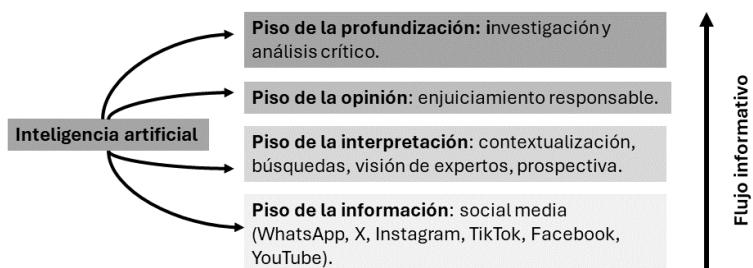 Piso de la profundización: investigación y
análisis crítico.
Piso de la opinión: enjuiciamiento responsable.
Inteligencia artificial
Piso de la interpretación: contextualización,
búsquedas, visión de expertos, prospectiva.
Piso de la información: social media
(WhatsApp, X, Instagram, TikTok, Facebook,
YouTube).
Flujo informativo